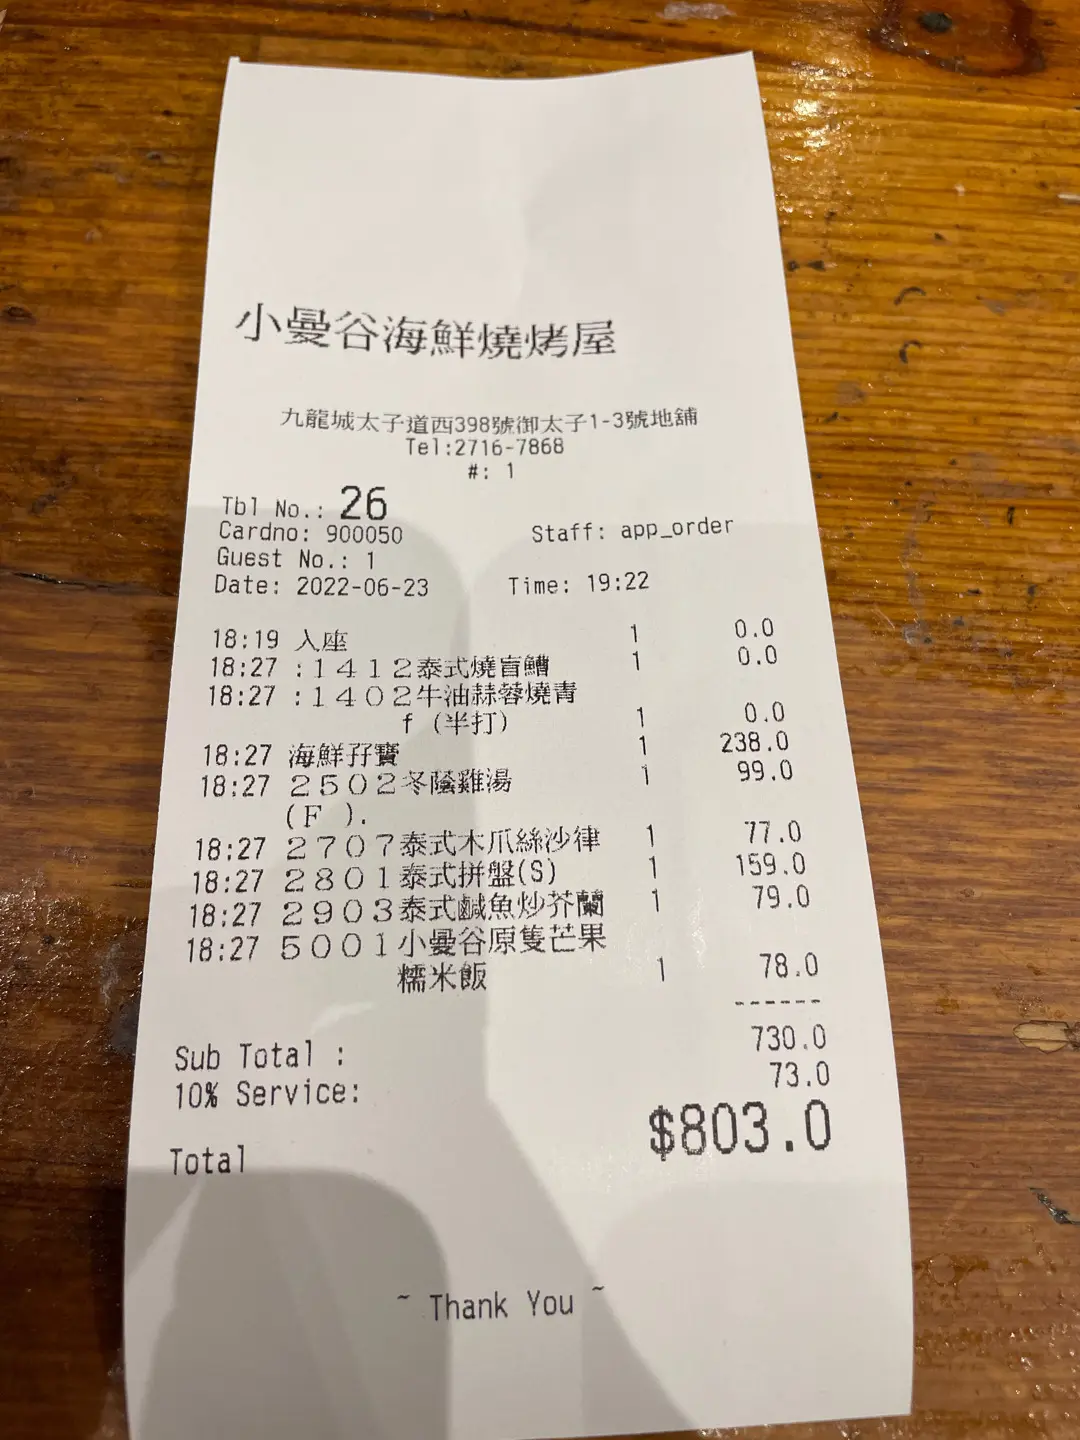 小曼谷海鮮燒烤屋
九龍城太子道西398號御太子1-3號地舖
Tel:2716-7868
#: 1
Tbl No.: 26
Cardno: 900050 Staff: app_order
Guest No.: 1
Date: 2022-06-23 Time: 19:22
18:19 入座 1 0.0
18:27 :1412泰式燒盲鰽 1 0.0
18:27 :1402牛油蒜蓉燒青
f (半打) 1 0.0
18:27 海鮮孖寶 1 238.0
18:27 2502冬蔭雞湯 1 99.0
(F ).
18:27 2707泰式木爪絲沙律 1 77.0
18:27 2801泰式拼盤(S) 1 159.0
18:27 2903泰式鹹魚炒芥蘭 1 79.0
18:27 5001小曼谷原隻芒果
糯米飯 1 78.0
------
Sub Total : 730.0
10% Service: 73.0
Total $803.0
~ Thank You ~